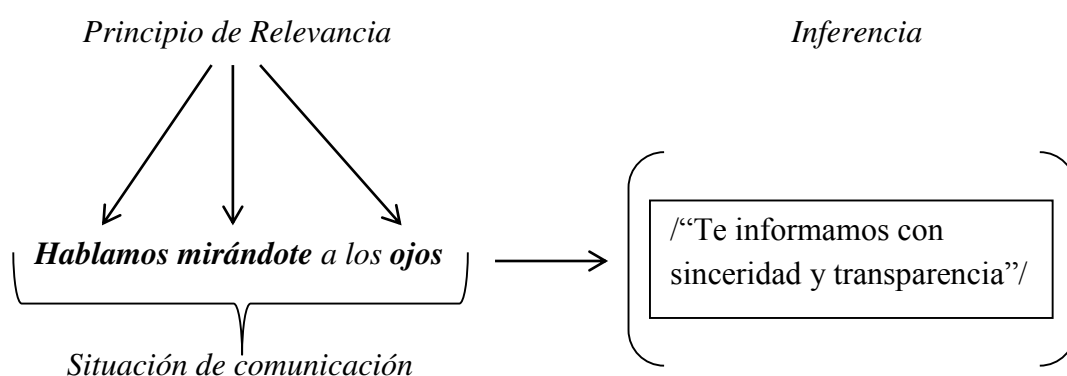 Principio de Relevancia
Inferencia
Hablamos mirándote a los ojos
/“Te informamos con
sinceridad y transparencia”/
Situación de comunicación